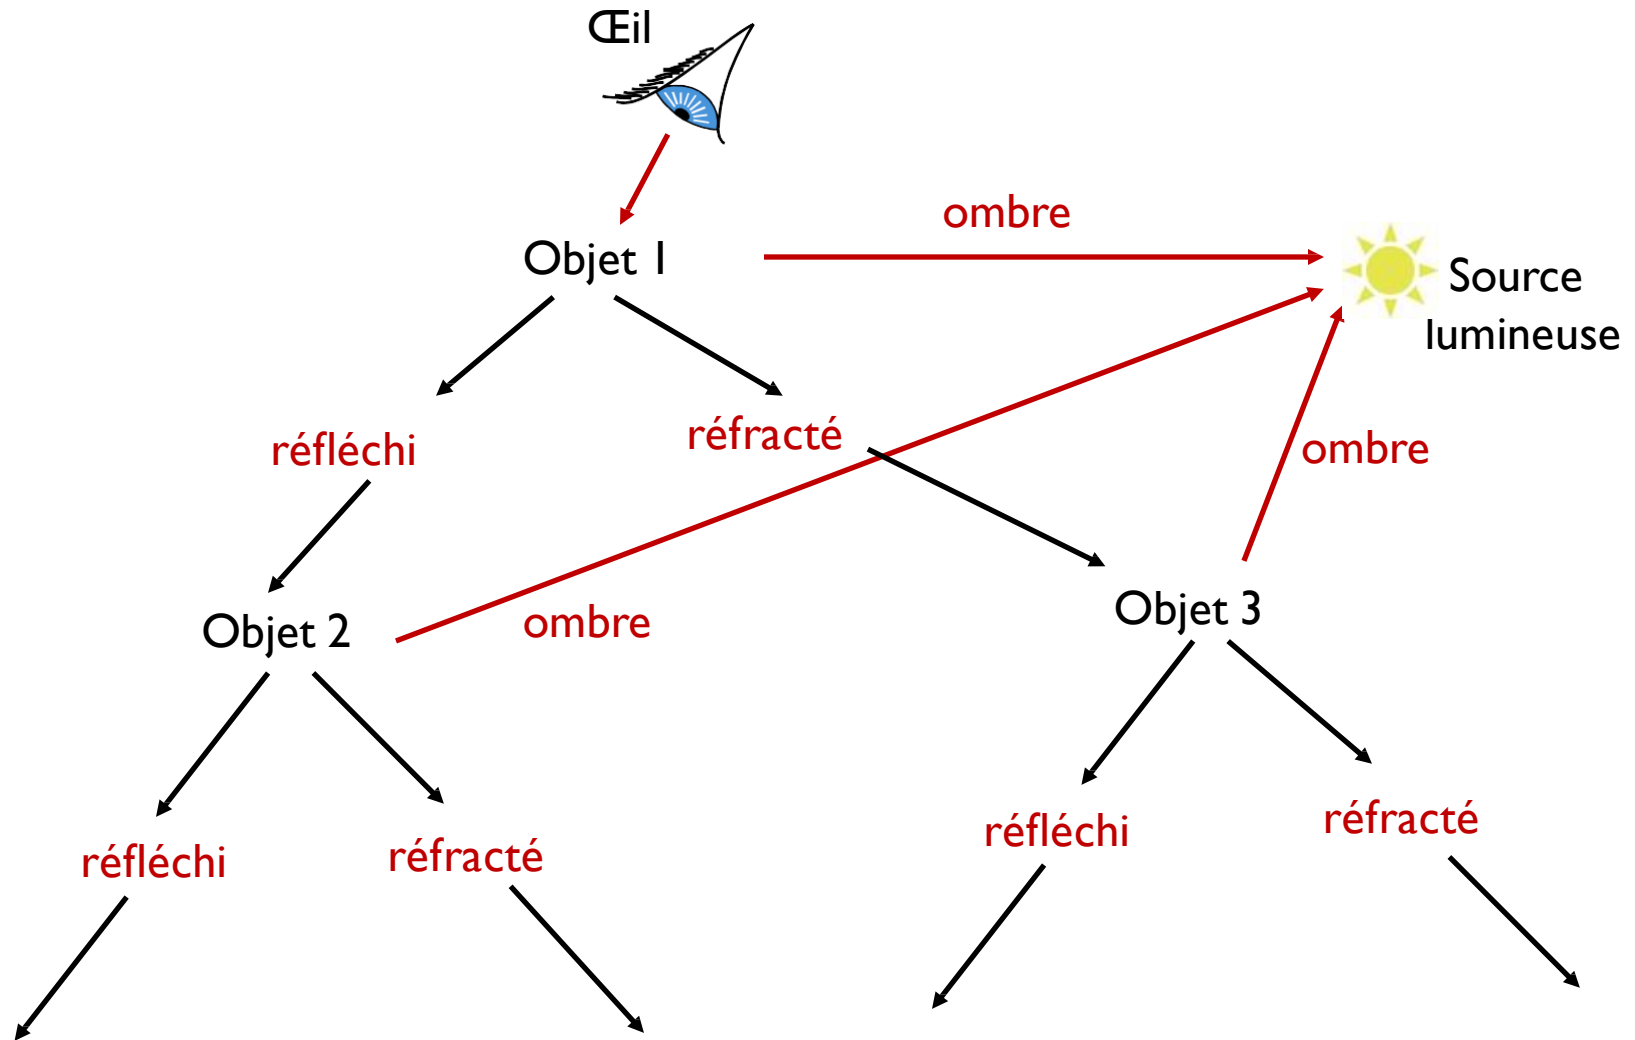 Œil
ombre
Objet 1
Source
lumineuse
réfléchi
réfracté
ombre
Objet 2
ombre
Objet 3
réfléchi
réfracté
réfléchi
réfracté